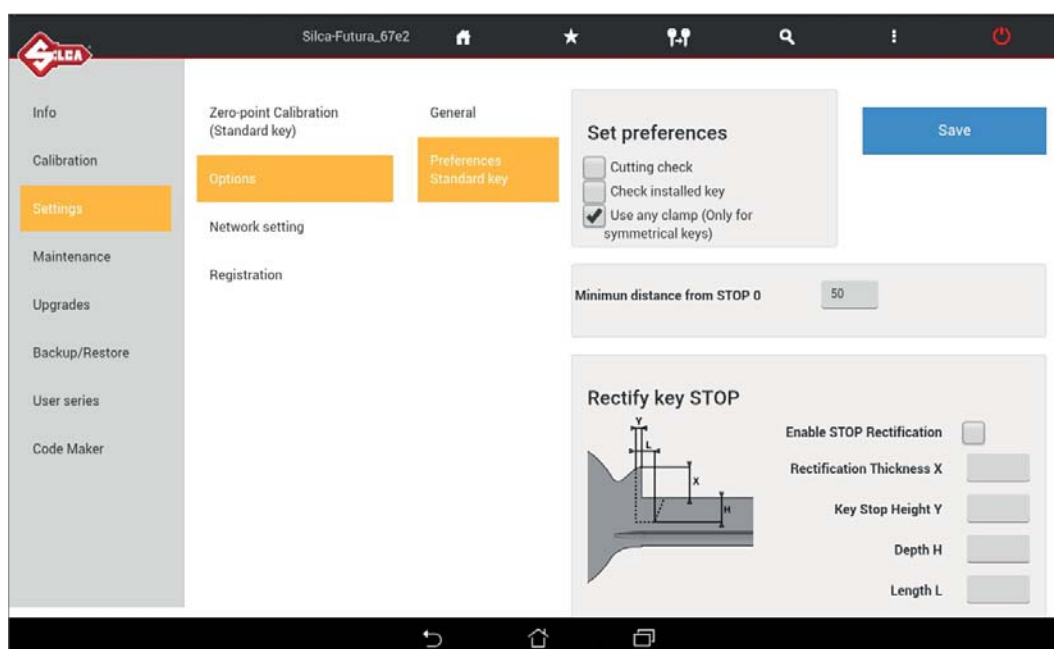 SILCA
Silca-Futura_67e2
Info
Calibration
Settings
Maintenance
Upgrades
Backup/Restore
User series
Code Maker
Zero-point Calibration
(Standard key)
Options
Network setting
Registration
General
Preferences
Standard key
Set preferences
Cutting check
Check installed key
Use any clamp (Only for
symmetrical keys)
Save
Minimun distance from STOP 0
50
Rectify key STOP
Y
L
X
H
Enable STOP Rectification
Rectification Thickness X
Key Stop Height Y
Depth H
Length L